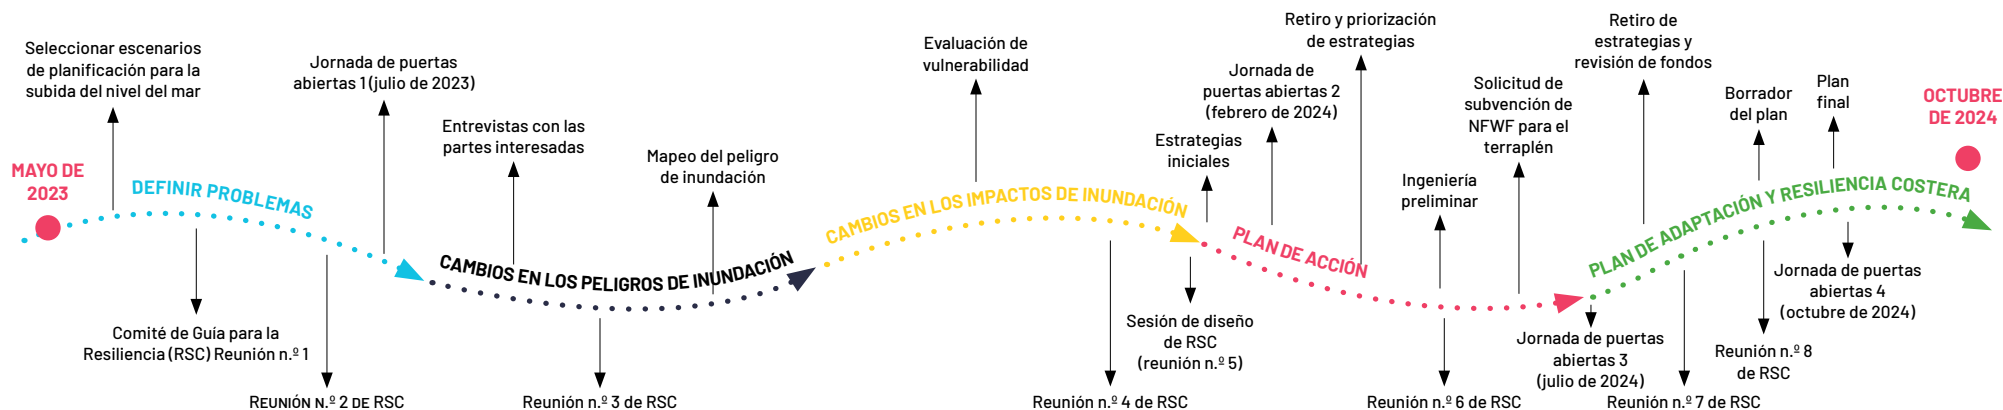 MAYO DE
2023
Seleccionar escenarios
de planificación para la
subida del nivel del mar
DEFINIR PROBLEMAS
Comité de Guía para la
Resiliencia (RSC) Reunión n.º 1
REUNIÓN N.º 2 DE RSC
Jornada de puertas
abiertas 1 (julio de 2023)
CAMBIOS EN LOS PELIGROS DE INUNDACIÓN
Entrevistas con las
partes interesadas
Reunión n.º 3 de RSC
Mapeo del peligro
de inundación
CAMBIOS EN LOS IMPACTOS DE INUNDACIÓN
Evaluación de
vulnerabilidad
Reunión n.º 4 de RSC
Sesión de diseño
de RSC
(reunión n.º 5)
Estrategias
iniciales
PLAN DE ACCIÓN
Jornada de
puertas abiertas 2
(febrero de 2024)
Retiro y priorización
de estrategias
Ingeniería
preliminar
Reunión n.º 6 de RSC
Solicitud de
subvención de
NFWF para el
terraplén
Jornada de puertas
abiertas 3
(julio de 2024)
PLAN DE ADAPTACIÓN Y RESILIENCIA COSTERA
Retiro de
estrategias y
revisión de fondos
Reunión n.º 7 de RSC
Borrador
del plan
Reunión n.º 8
de RSC
Plan
final
Jornada de puertas
abiertas 4
(octubre de 2024)
OCTUBRE
DE 2024